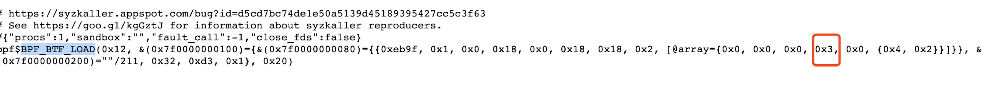 # https://syzkaller.appspot.com/bug?id=d5cd7bc74de1e50a5139d45189395427cc5c3f63
# See https://goo.gl/kgGztJ for information about syzkaller reproducers.
#{"procs":1,"sandbox":"","fault_call":-1,"close_fds":false}
bpf$BPF_BTF_LOAD(0x12, &(0x7f0000000100)={&(0x7f0000000080)={{0xeb9f, 0x1, 0x0, 0x18, 0x0, 0x18, 0x18, 0x2, [@array={0x0, 0x0, 0x0, 0x3, 0x0, {0x4, 0x2}}]}}, &
(0x7f0000000200)=""/211, 0x32, 0xd3, 0x1}, 0x20)